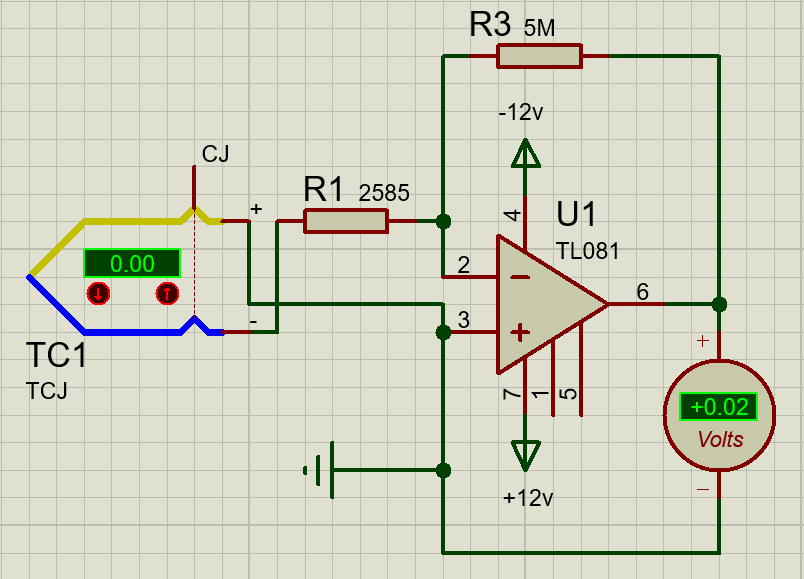 R3 5M
-12v
CJ
R1 2585
+
4
U1
TL081
0.00
2
-
6
3
+
-
TC1
TCJ
7
1
5
+
+0.02
Volts
-
+12v